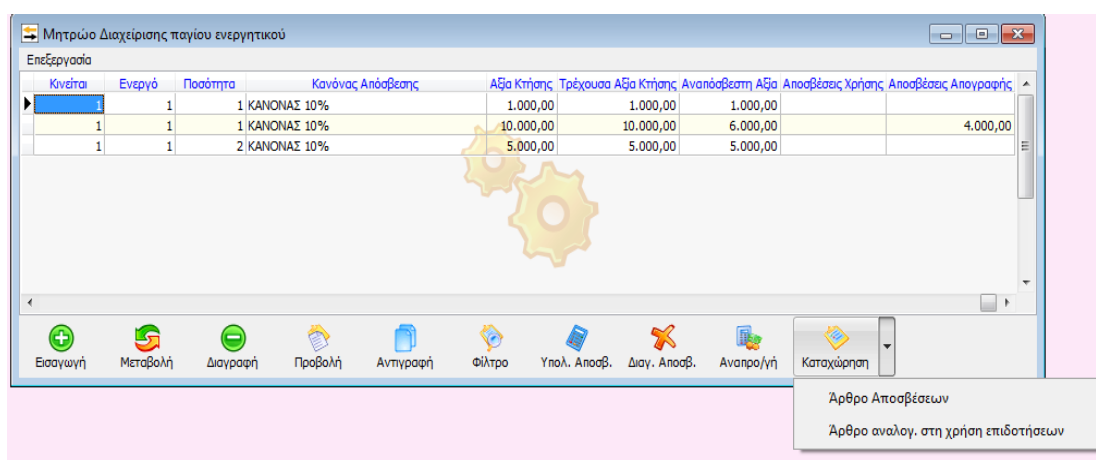 Μητρώο Διαχείρισης παγίου ενεργητικού
Επεξεργασία
Κινείται Ενεργό Ποσότητα Κανόνας Απόσβεσης Αξία Κτήσης Τρέχουσα Αξία Κτήσης Αναπόσβεστη Αξία Αποσβέσεις Χρήσης Αποσβέσεις Απογραφής
1 1 1 ΚΑΝΟΝΑΣ 10% 1.000,00 1.000,00 1.000,00
1 1 1 ΚΑΝΟΝΑΣ 10% 10.000,00 10.000,00 6.000,00 4.000,00
1 1 2 ΚΑΝΟΝΑΣ 10% 5.000,00 5.000,00 5.000,00
Εισαγωγή Μεταβολή Διαγραφή Προβολή Αντιγραφή Φίλτρο Υπολ. Αποσβ. Διαγ. Αποσβ. Αναπρο/γή Καταχώρηση
Άρθρο Αποσβέσεων
Άρθρο αναλογ. στη χρήση επιδοτήσεων